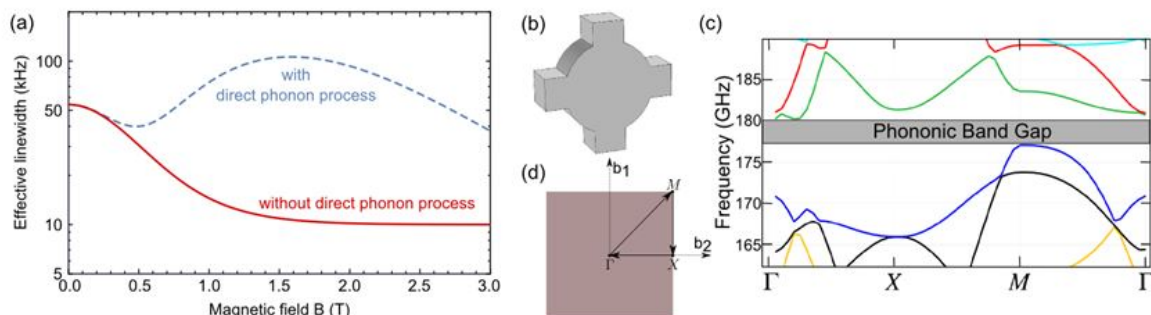 (a)
Effective linewidth (kHz)
100
50
10
5
with
direct phonon process
without direct phonon process
0.0 0.5 1.0 1.5 2.0 2.5 3.0
Magnetic field B (T)
(b)
(d)
b1
M
b2
Γ
X
(c)
Frequency (GHz)
185
180
175
170
165
Phononic Band Gap
Γ X M Γ